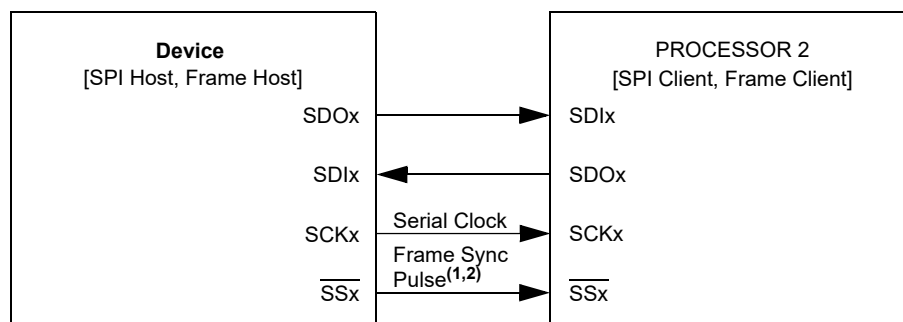 Device
[SPI Host, Frame Host]
PROCESSOR 2
[SPI Client, Frame Client]
SDOx
SDIx
SDIx
SDOx
SCKx
Serial Clock
SCKx
Frame Sync
Pulse(1,2)
SSx
SSx